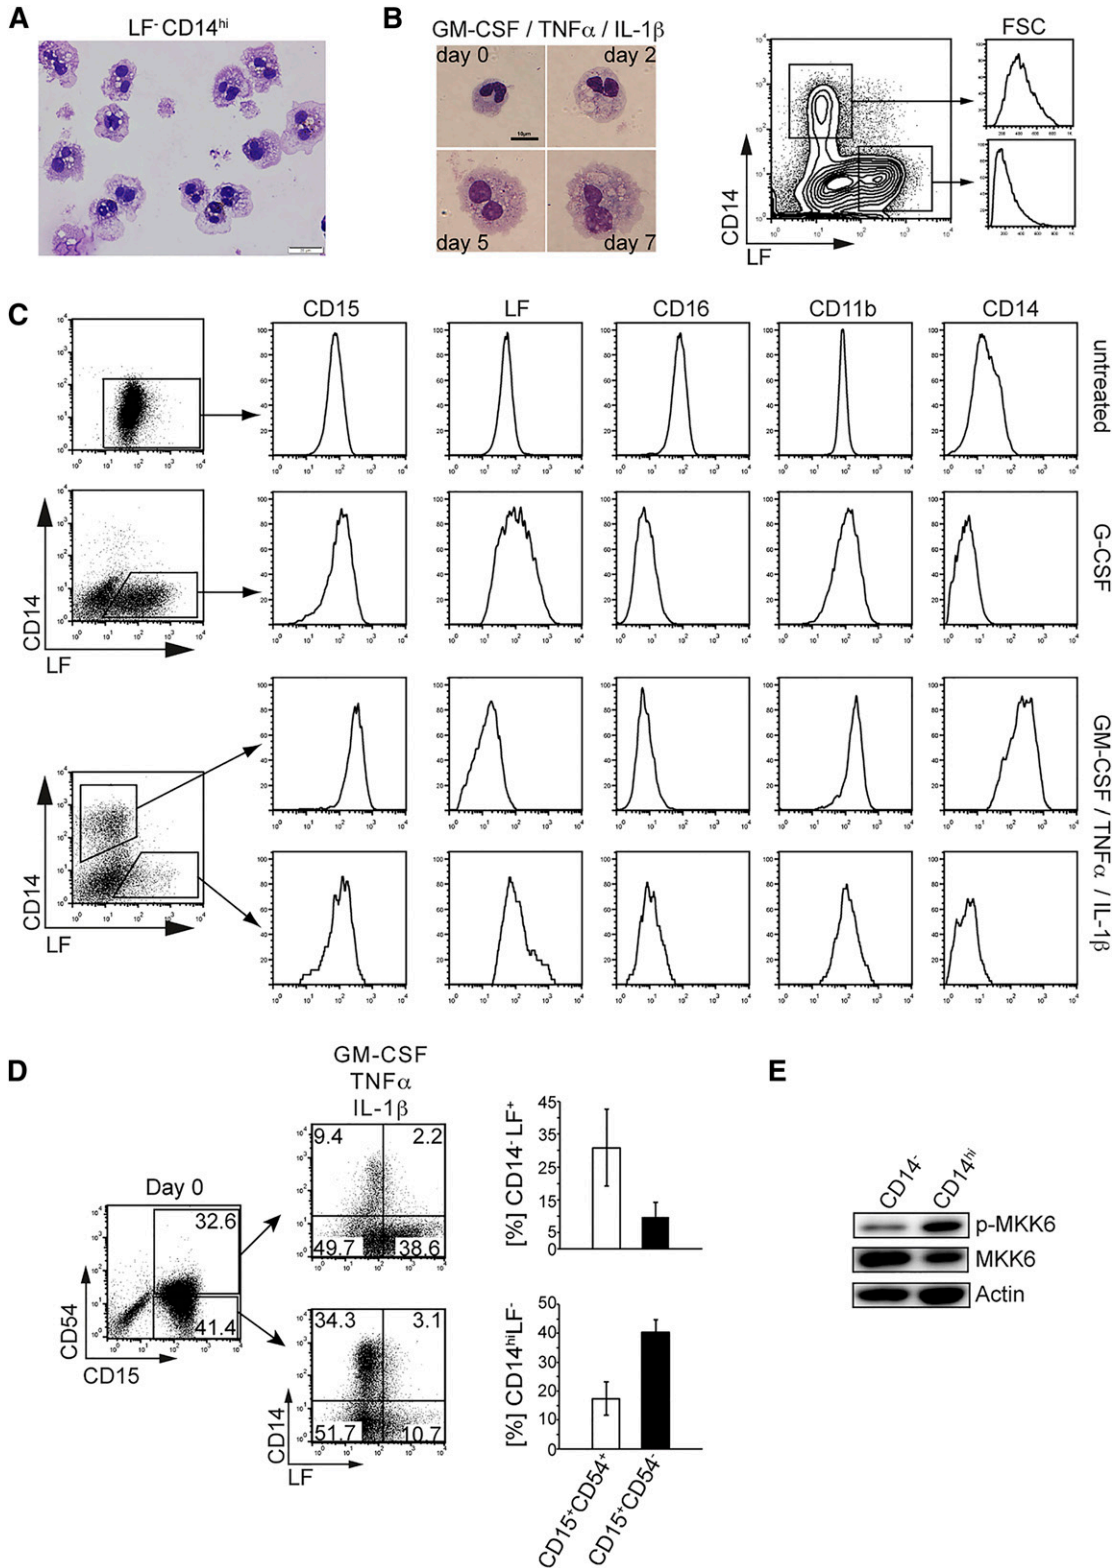 A
LF- CD14hi
B
GM-CSF / TNFα / IL-1β
day 0
day 2
10μm
day 5
day 7
CD14
LF
FSC
C
CD15
LF
CD16
CD11b
CD14
untreated
G-CSF
CD14
LF
GM-CSF / TNFα / IL-1β
CD14
LF
D
GM-CSF
TNFα
IL-1β
Day 0
32.6
41.4
CD54
CD15
9.4
2.2
49.7
38.6
34.3
3.1
51.7
10.7
CD14
LF
[%] CD14- LF+
45
35
25
15
5
0
[%] CD14hiLF-
50
40
30
20
10
0
CD15+CD54+
CD15+CD54-
E
CD14-
CD14hi
p-MKK6
MKK6
Actin